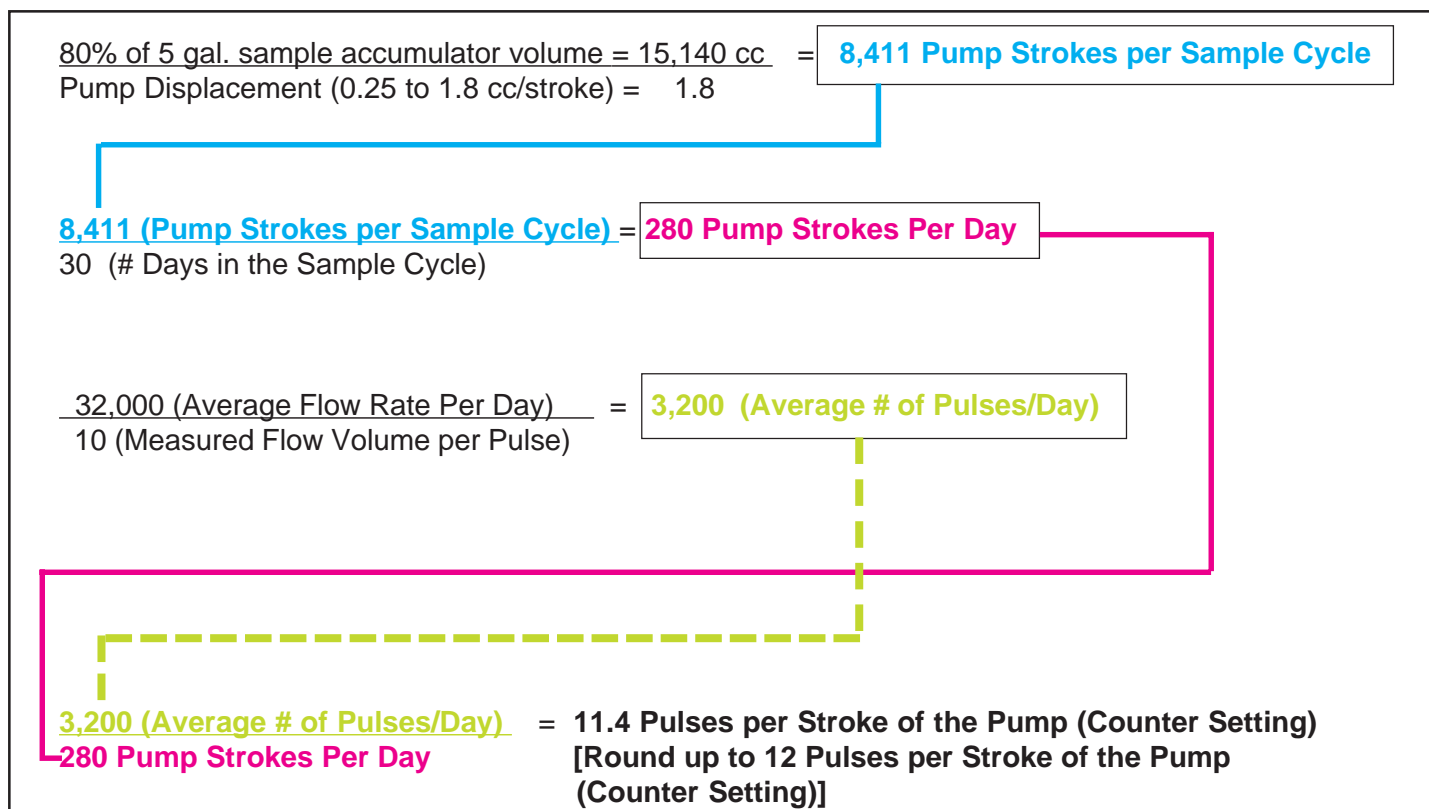 80% of 5 gal. sample accumulator volume = 15,140 cc = 8,411 Pump Strokes per Sample Cycle
Pump Displacement (0.25 to 1.8 cc/stroke) = 1.8
8,411 (Pump Strokes per Sample Cycle) = 280 Pump Strokes Per Day
30 (# Days in the Sample Cycle)
32,000 (Average Flow Rate Per Day) = 3,200 (Average # of Pulses/Day)
10 (Measured Flow Volume per Pulse)
3,200 (Average # of Pulses/Day) = 11.4 Pulses per Stroke of the Pump (Counter Setting)
280 Pump Strokes Per Day [Round up to 12 Pulses per Stroke of the Pump
(Counter Setting)]